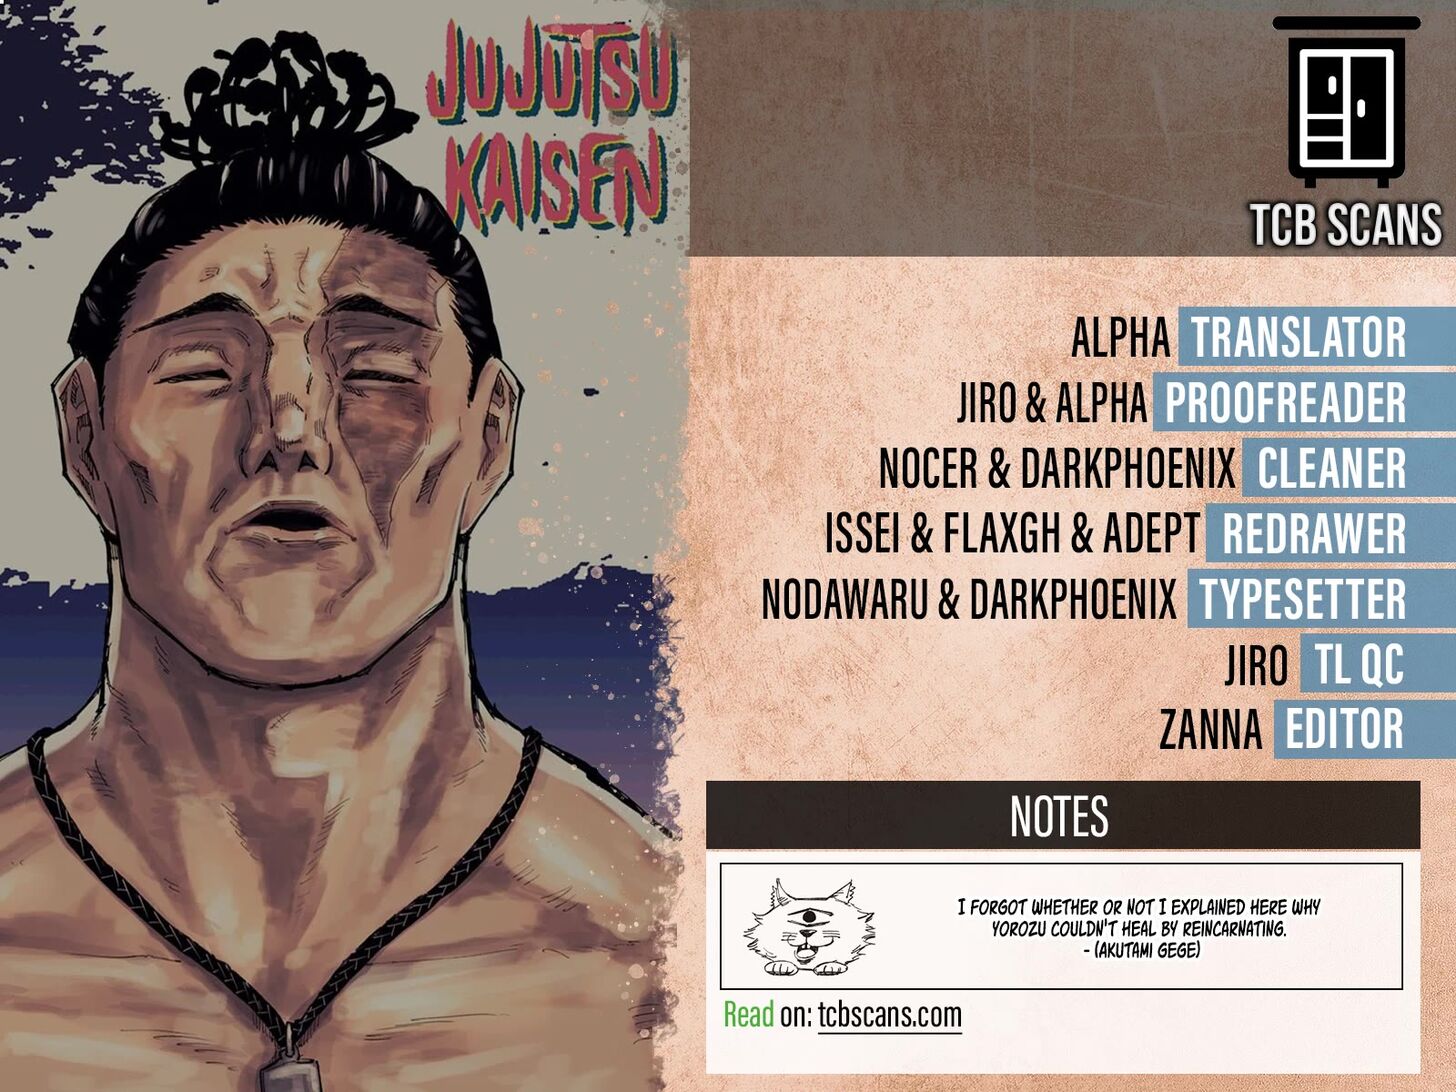 JUJUTSU
KAISEN
TCB SCANS
ALPHA TRANSLATOR
JIRO & ALPHA PROOFREADER
NOCER & DARKPHOENIX CLEANER
ISSEI & FLAXGH & ADEPT REDRAWER
NODAWARU & DARKPHOENIX TYPESETTER
JIRO TL QC
ZANNA EDITOR
NOTES
I FORGOT WHETHER OR NOT I EXPLAINED HERE WHY
YOROZU COULDN'T HEAL BY REINCARNATING.
- (AKUTAMI GEGE)
Read on: tcbscans.com